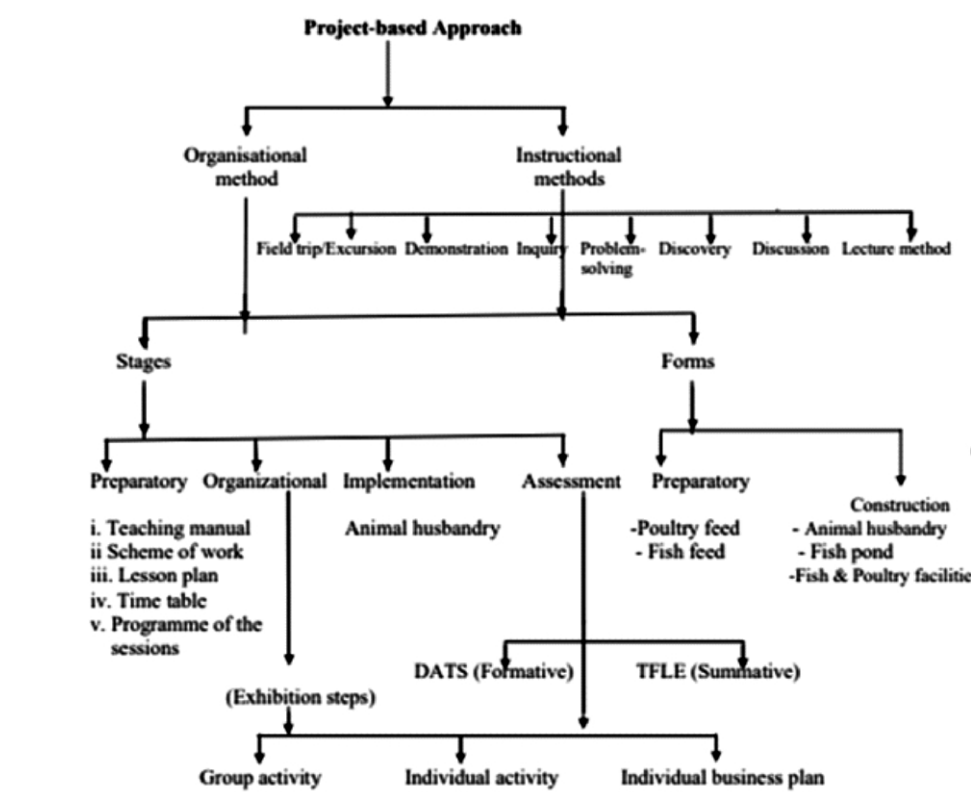 Project-based Approach
Organisational
method
Instructional
methods
Field trip/Excursion Demonstration Inquiry Problem- Discovery Discussion Lecture method
solving
Stages
Forms
Preparatory Organizational Implementation Assessment Preparatory
Construction
i. Teaching manual
ii Scheme of work
iii. Lesson plan
iv. Time table
v. Programme of the
sessions
Animal husbandry
-Poultry feed
- Fish feed
- Animal husbandry
- Fish pond
-Fish & Poultry facilitie
DATS (Formative) TFLE (Summative)
(Exhibition steps)
Group activity Individual activity Individual business plan